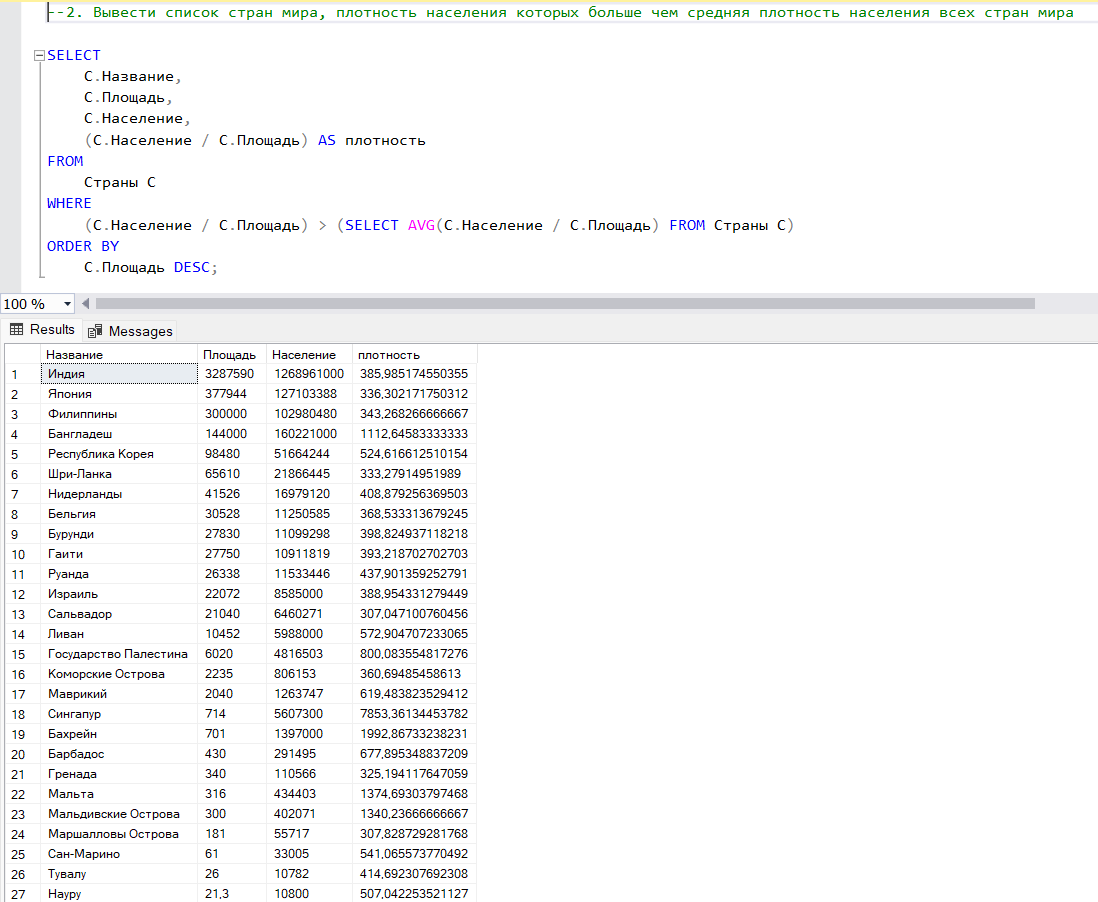 --2. Вывести список стран мира, плотность населения которых больше чем средняя плотность населения всех стран мира
SELECT
С.Название,
С.Площадь,
С.Население,
(С.Население / С.Площадь) AS плотность
FROM
Страны С
WHERE
(С.Население / С.Площадь) > (SELECT AVG(С.Население / С.Площадь) FROM Страны С)
ORDER BY
С.Площадь DESC;
100 %
Results Messages
Название Площадь Население плотность
1 Индия 3287590 1268961000 385,985174550355
2 Япония 377944 127103388 336,302171750312
3 Филиппины 300000 102980480 343,268266666667
4 Бангладеш 144000 160221000 1112,64583333333
5 Республика Корея 98480 51664244 524,616612510154
6 Шри-Ланка 65610 21866445 333,27914951989
7 Нидерланды 41526 16979120 408,879256369503
8 Бельгия 30528 11250585 368,533313679245
9 Бурунди 27830 11099298 398,824937118218
10 Гаити 27750 10911819 393,218702702703
11 Руанда 26338 11533446 437,901359252791
12 Израиль 22072 8585000 388,954331279449
13 Сальвадор 21040 6460271 307,047100760456
14 Ливан 10452 5988000 572,904707233065
15 Государство Палестина 6020 4816503 800,083554817276
16 Коморские Острова 2235 806153 360,69485458613
17 Маврикий 2040 1263747 619,483823529412
18 Сингапур 714 5607300 7853,36134453782
19 Бахрейн 701 1397000 1992,86733238231
20 Барбадос 430 291495 677,895348837209
21 Гренада 340 110566 325,194117647059
22 Мальта 316 434403 1374,69303797468
23 Мальдивские Острова 300 402071 1340,23666666667
24 Маршалловы Острова 181 55717 307,828729281768
25 Сан-Марино 61 33005 541,065573770492
26 Тувалу 26 10782 414,692307692308
27 Науру 21,3 10800 507,042253521127